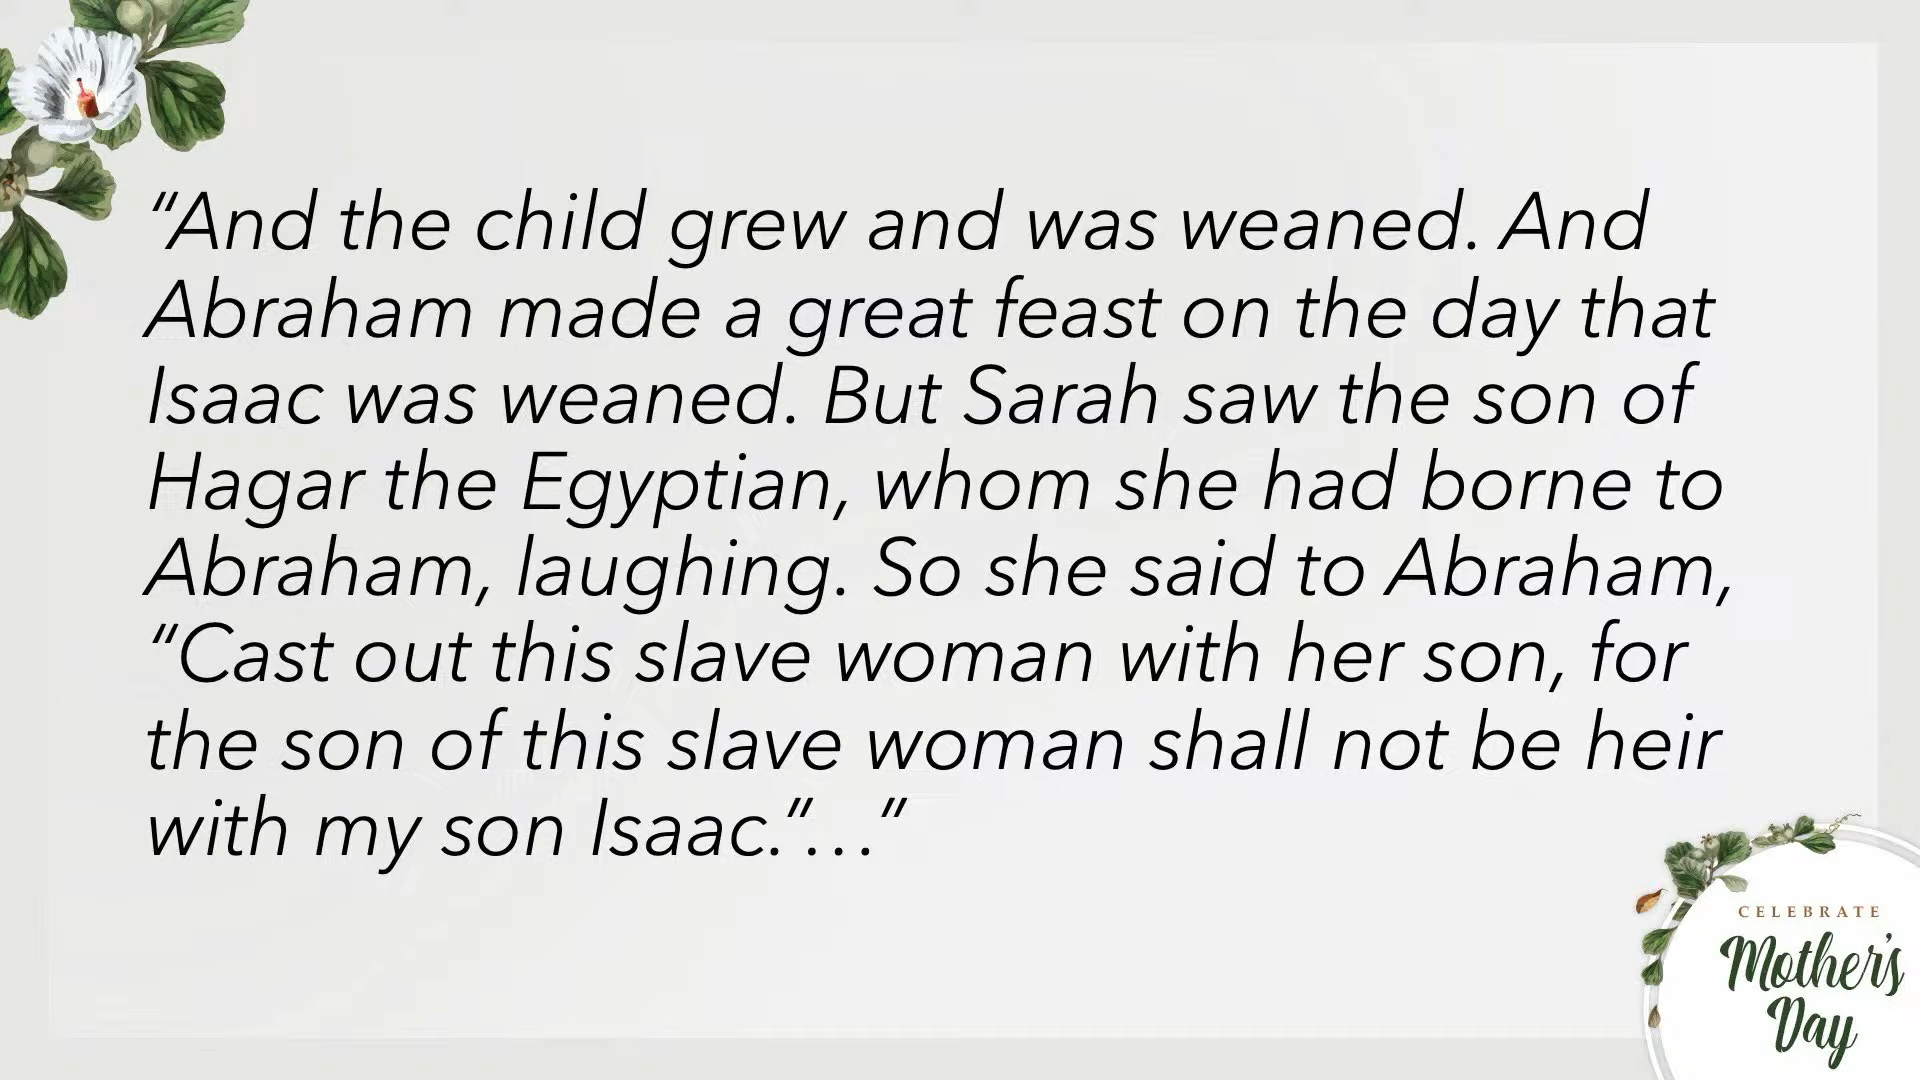 “And the child grew and was weaned. And
Abraham made a great feast on the day that
Isaac was weaned. But Sarah saw the son of
Hagar the Egyptian, whom she had borne to
Abraham, laughing. So she said to Abraham,
“Cast out this slave woman with her son, for
the son of this slave woman shall not be heir
with my son Isaac.”…”
CELEBRATE
Mother's
Day